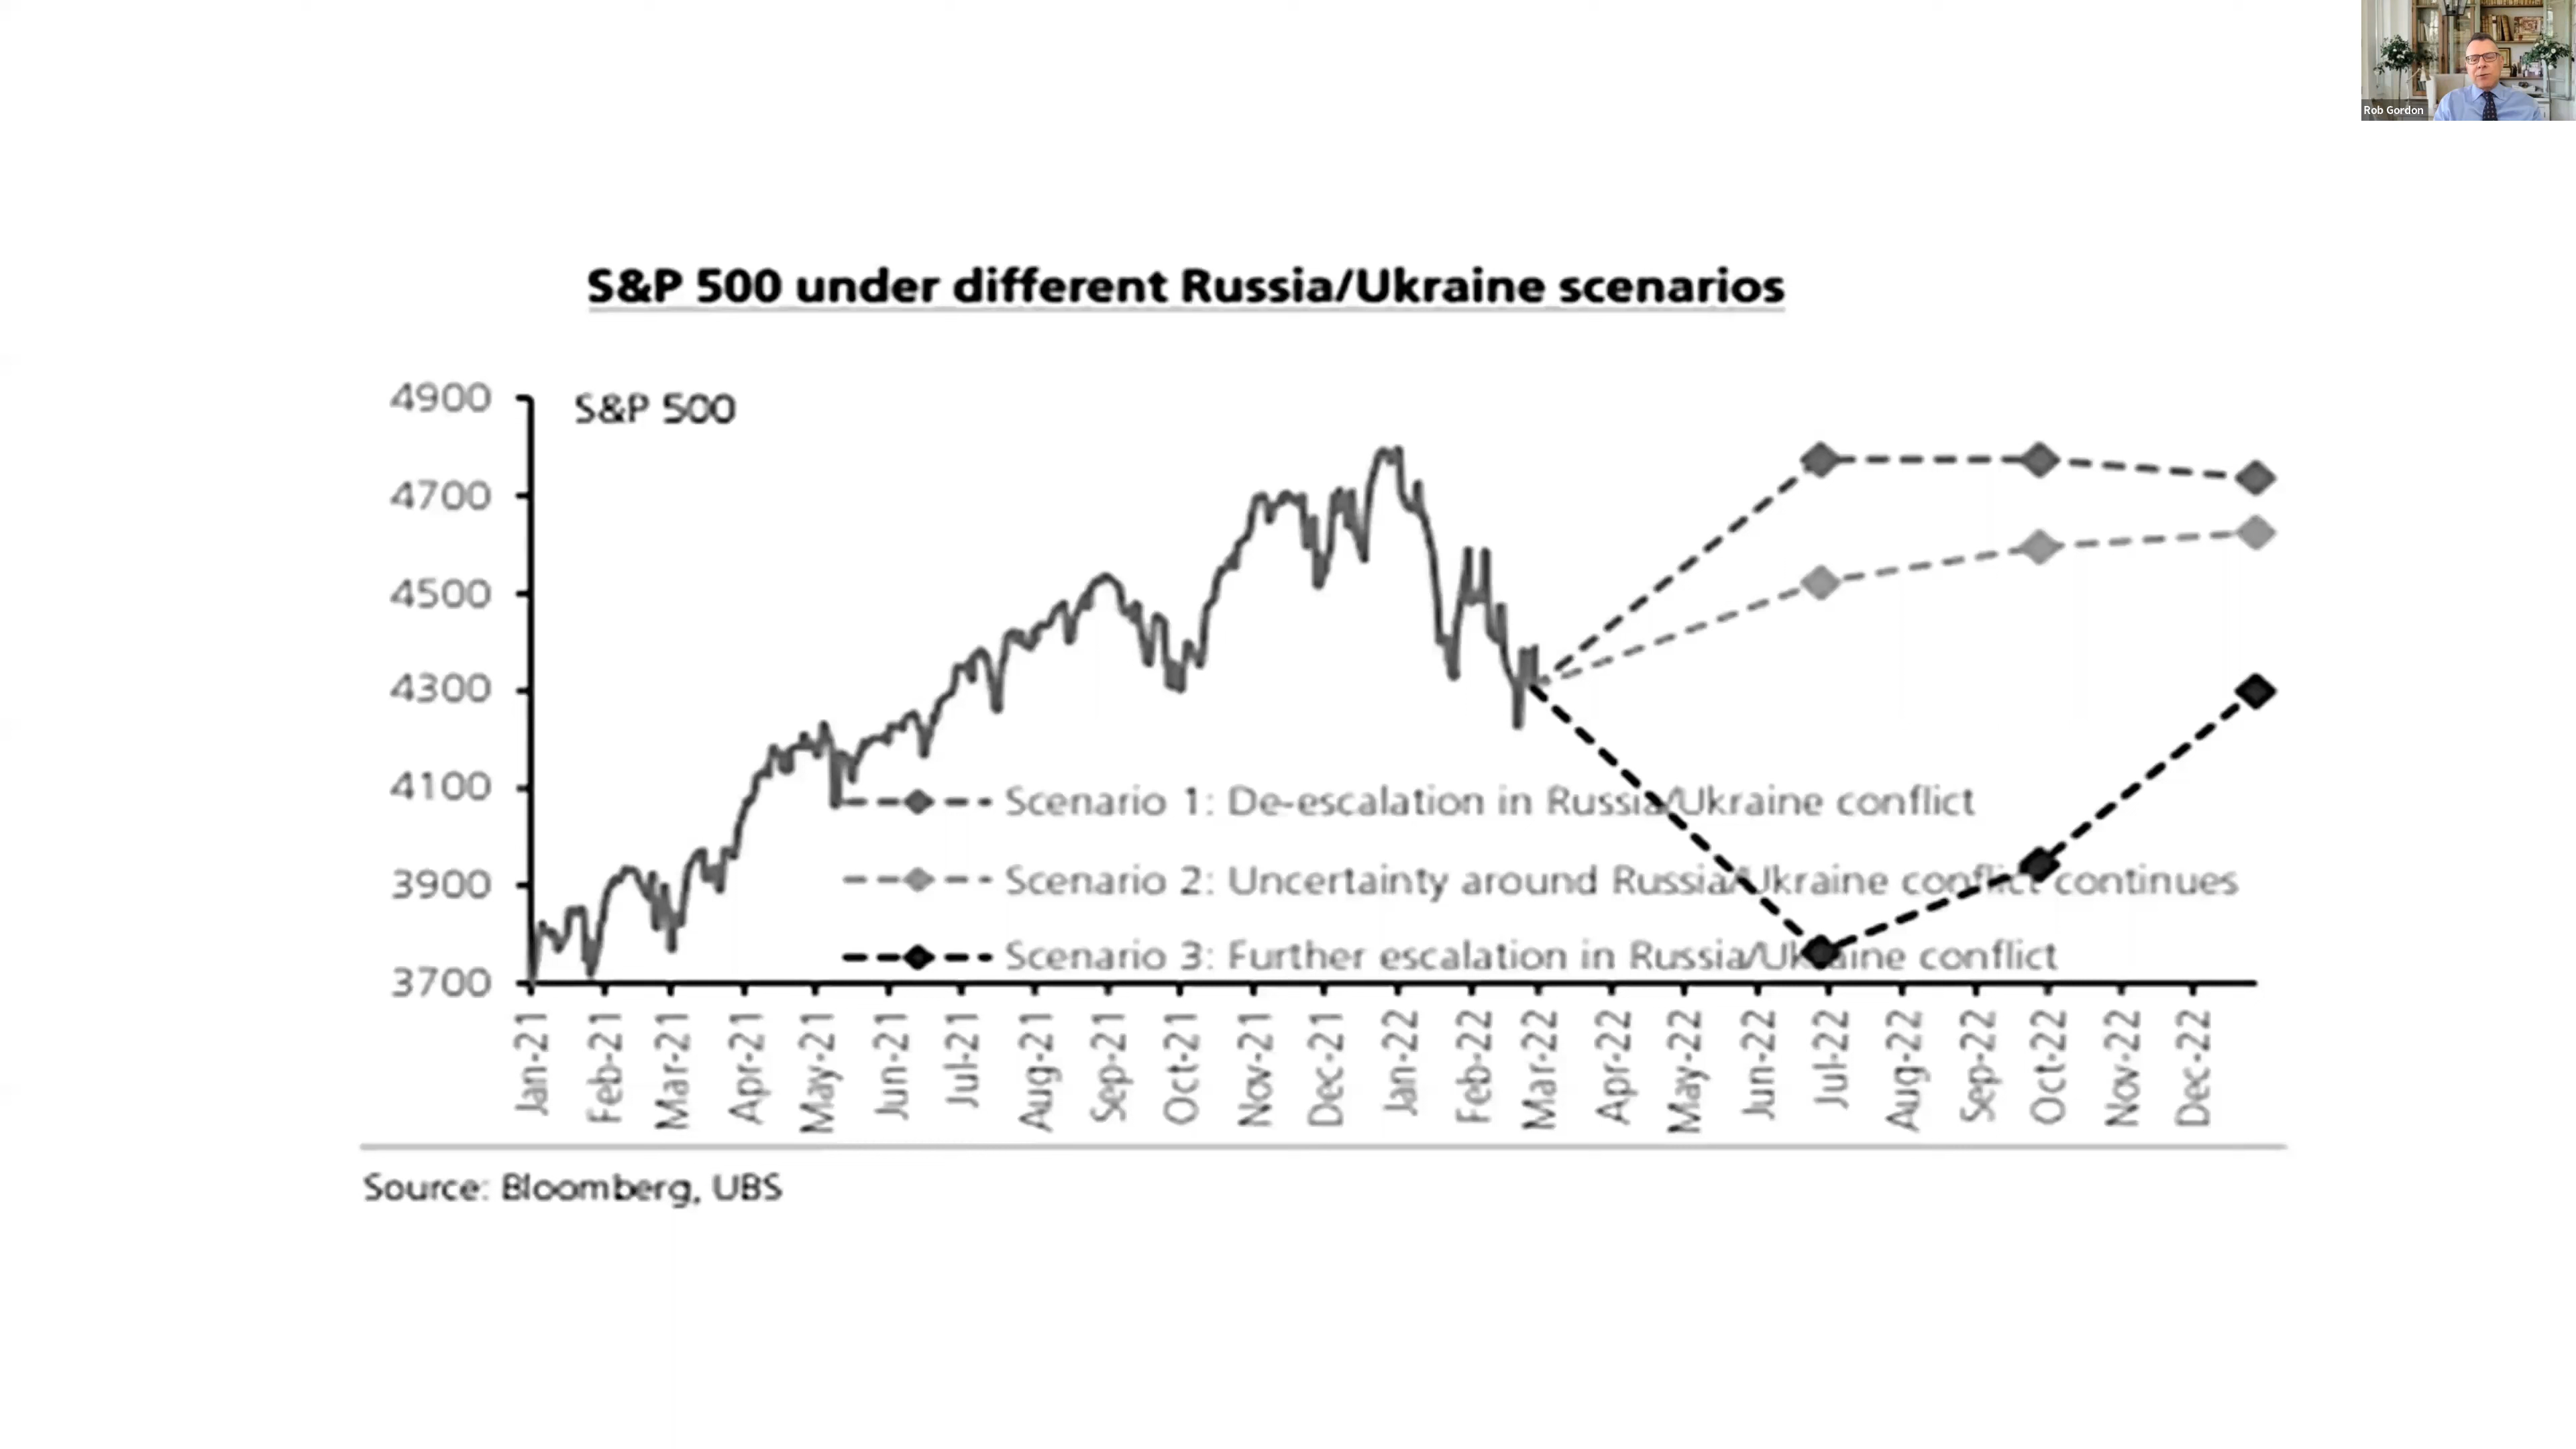 Rob Gordon
S&P 500 under different Russia/Ukraine scenarios
S&P 500
4900
4700
4500
4300
4100
3900
3700
Scenario 1: De-escalation in Russia/Ukraine conflict
Scenario 2: Uncertainty around Russia/Ukraine conflict continues
Scenario 3: Further escalation in Russia/Ukraine conflict
Jan-21
Feb-21
Mar-21
Apr-21
May-21
Jun-21
Jul-21
Aug-21
Sep-21
Oct-21
Nov-21
Dec-21
Jan-22
Feb-22
Mar-22
Apr-22
May-22
Jun-22
Jul-22
Aug-22
Sep-22
Oct-22
Nov-22
Dec-22
Source: Bloomberg, UBS